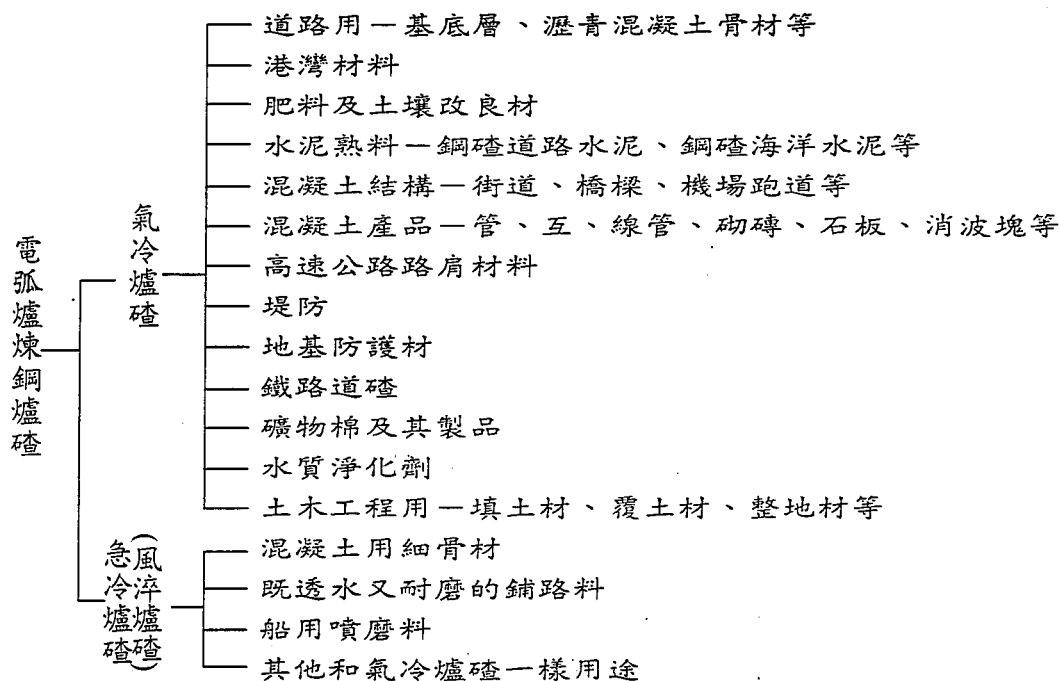 電弧爐煉鋼爐碴
氣冷爐碴
道路用－基底層、瀝青混凝土骨材等
港灣材料
肥料及土壤改良材
水泥熟料－鋼碴道路水泥、鋼碴海洋水泥等
混凝土結構－街道、橋樑、機場跑道等
混凝土產品－管、互、線管、砌磚、石板、消波塊等
高速公路路肩材料
堤防
地基防護材
鐵路道碴
礦物棉及其製品
水質淨化劑
土木工程用－填土材、覆土材、整地材等
急冷爐碴
(風淬爐碴)
混凝土用細骨材
既透水又耐磨的鋪路料
船用噴磨料
其他和氣冷爐碴一樣用途